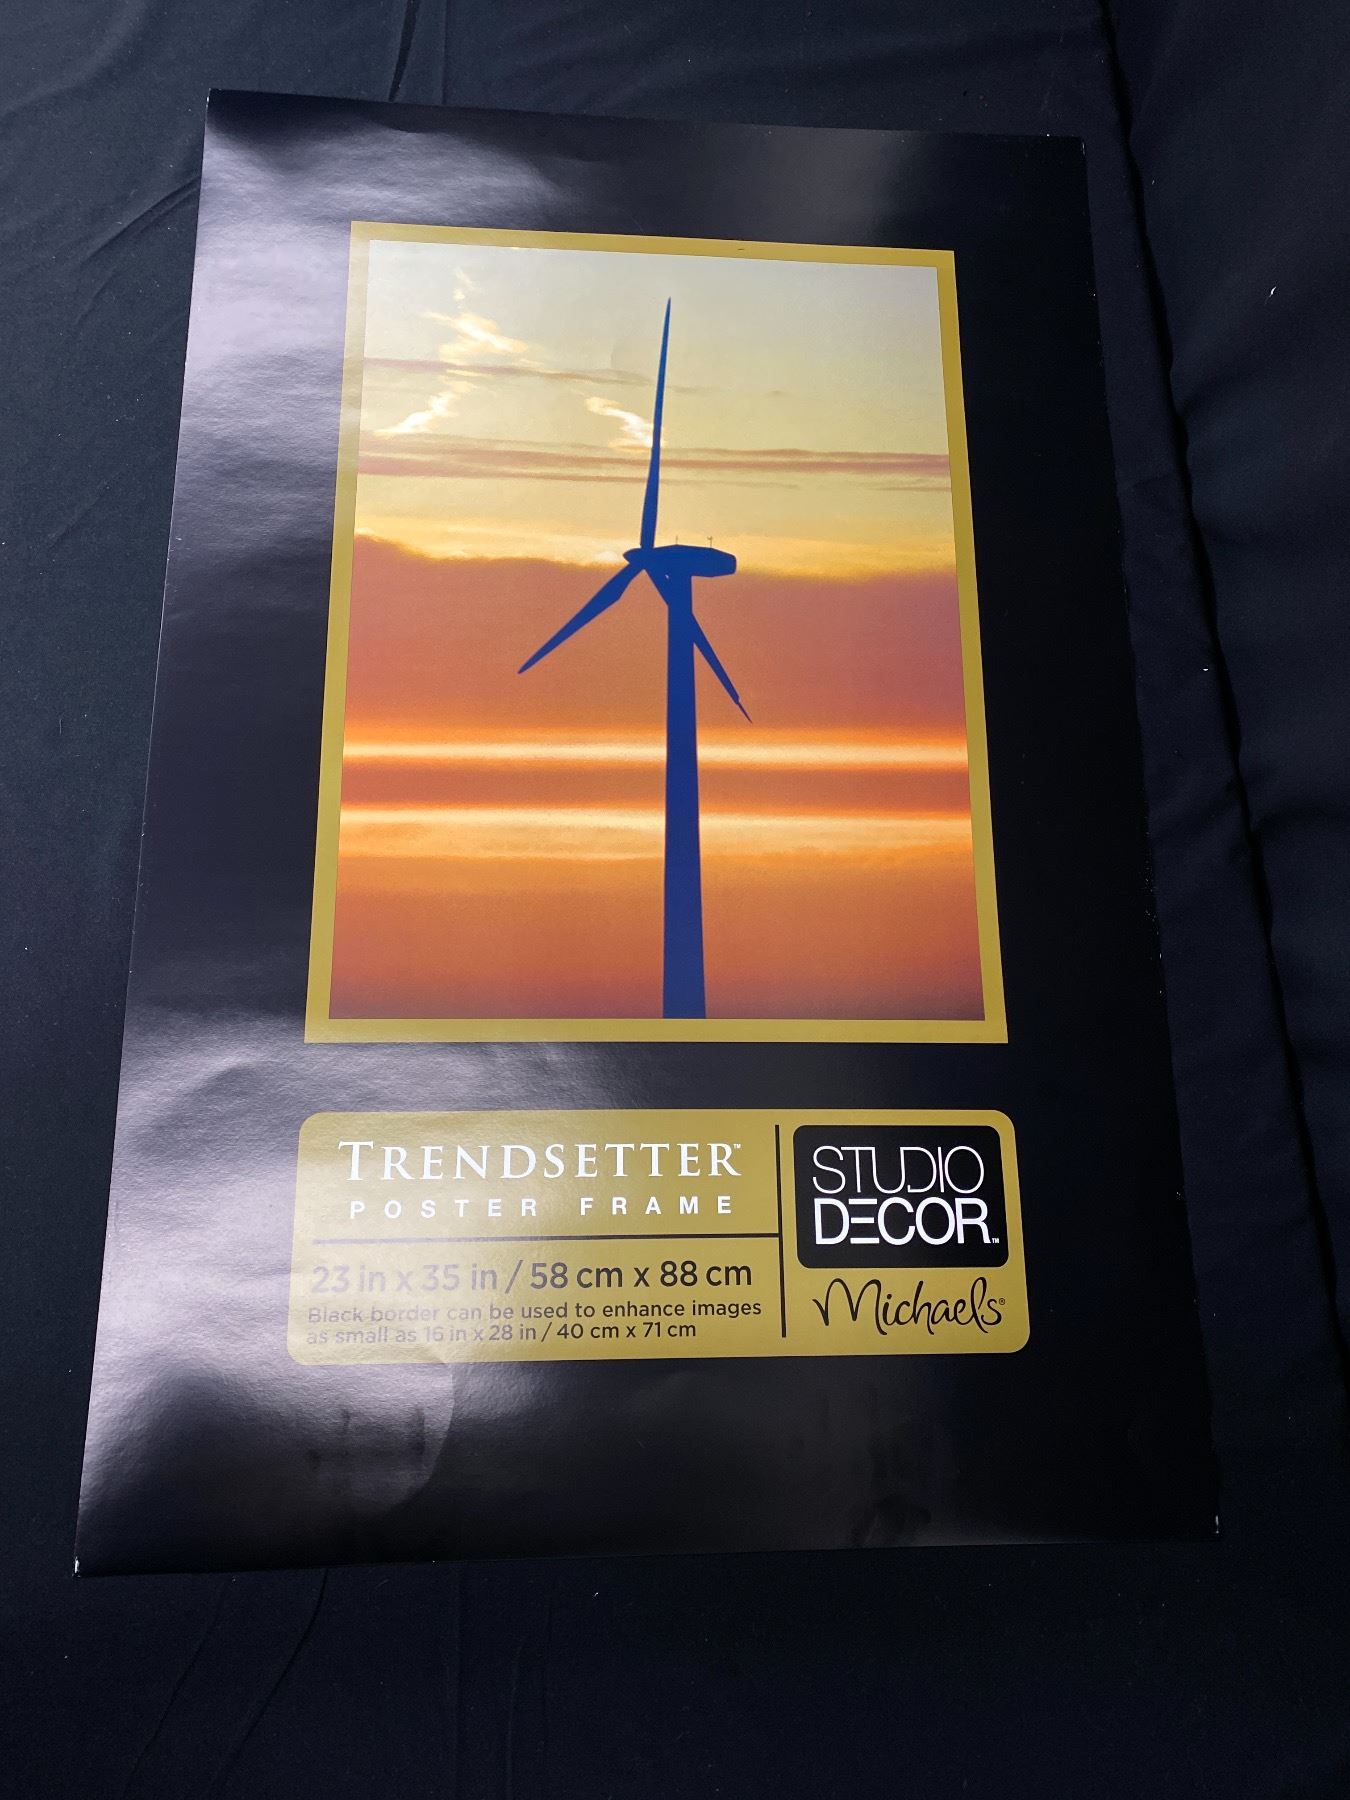 TRENDSETTER™
POSTER FRAME
23 in x 35 in / 58 cm x 88 cm
Black border can be used to enhance images
as small as 16 in x 28 in / 40 cm x 71 cm
STUDIO
DECOR™
Michaels®